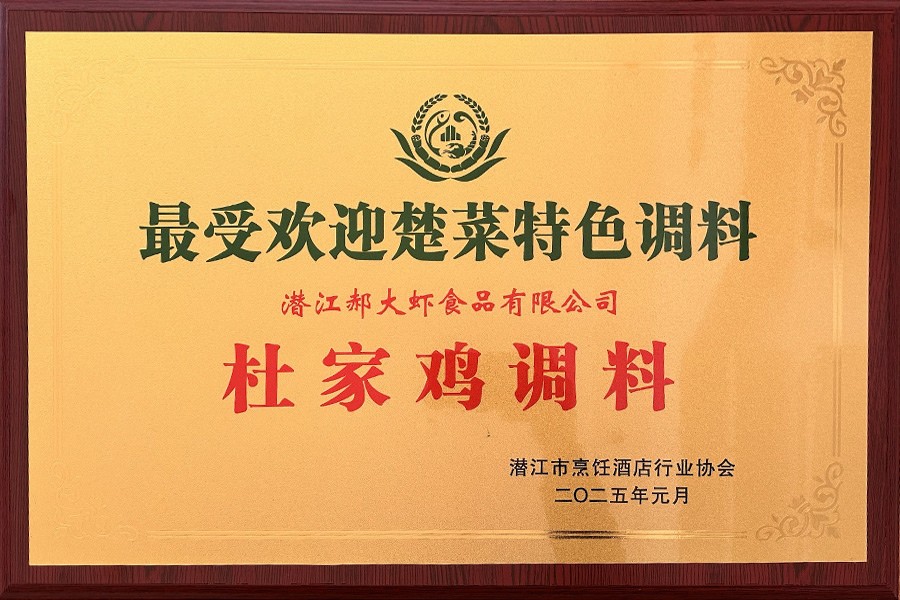 最受欢迎楚菜特色调料
潜江郝大虾食品有限公司
杜家鸡调料
潜江市烹饪酒店行业协会
二〇二五年元月